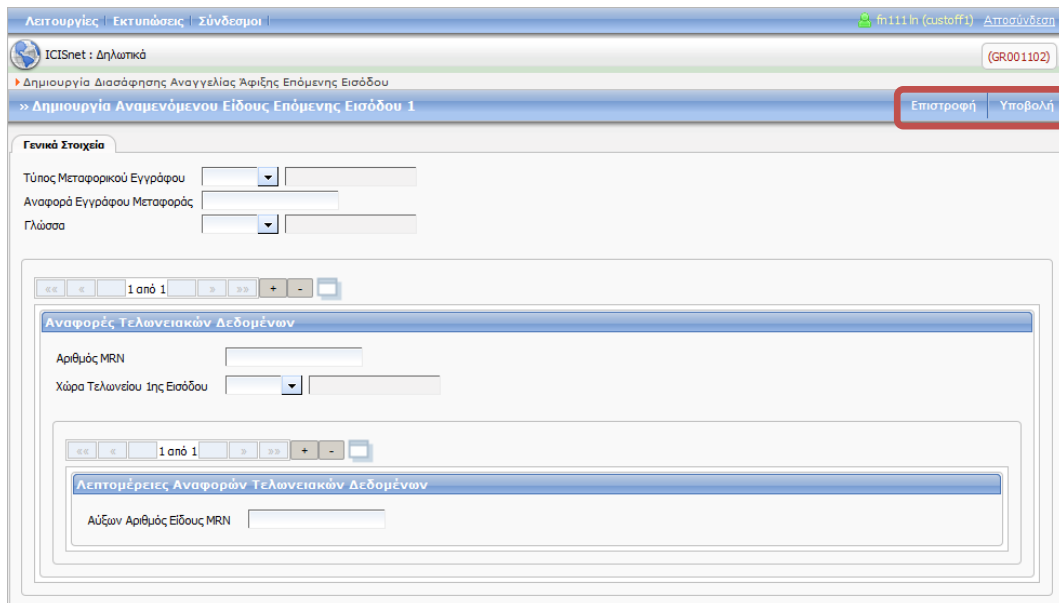 Λειτουργίες | Εκτυπώσεις | Σύνδεσμοι | fn111 ln (custoff1) Αποσύνδεση
ICISnet : Δηλωτικά (GR001102)
Δημιουργία Διασάφησης Αναγγελίας Άφιξης Επόμενης Εισόδου
» Δημιουργία Αναμενόμενου Είδους Επόμενης Εισόδου 1 Επιστροφή Υποβολή
Γενικά Στοιχεία
Τύπος Μεταφορικού Εγγράφου
Αναφορά Εγγράφου Μεταφοράς
Γλώσσα
«« « 1 από 1 » »» + -
Αναφορές Τελωνειακών Δεδομένων
Αριθμός MRN
Χώρα Τελωνείου 1ης Εισόδου
«« « 1 από 1 » »» + -
Λεπτομέρειες Αναφορών Τελωνειακών Δεδομένων
Αύξων Αριθμός Είδους MRN